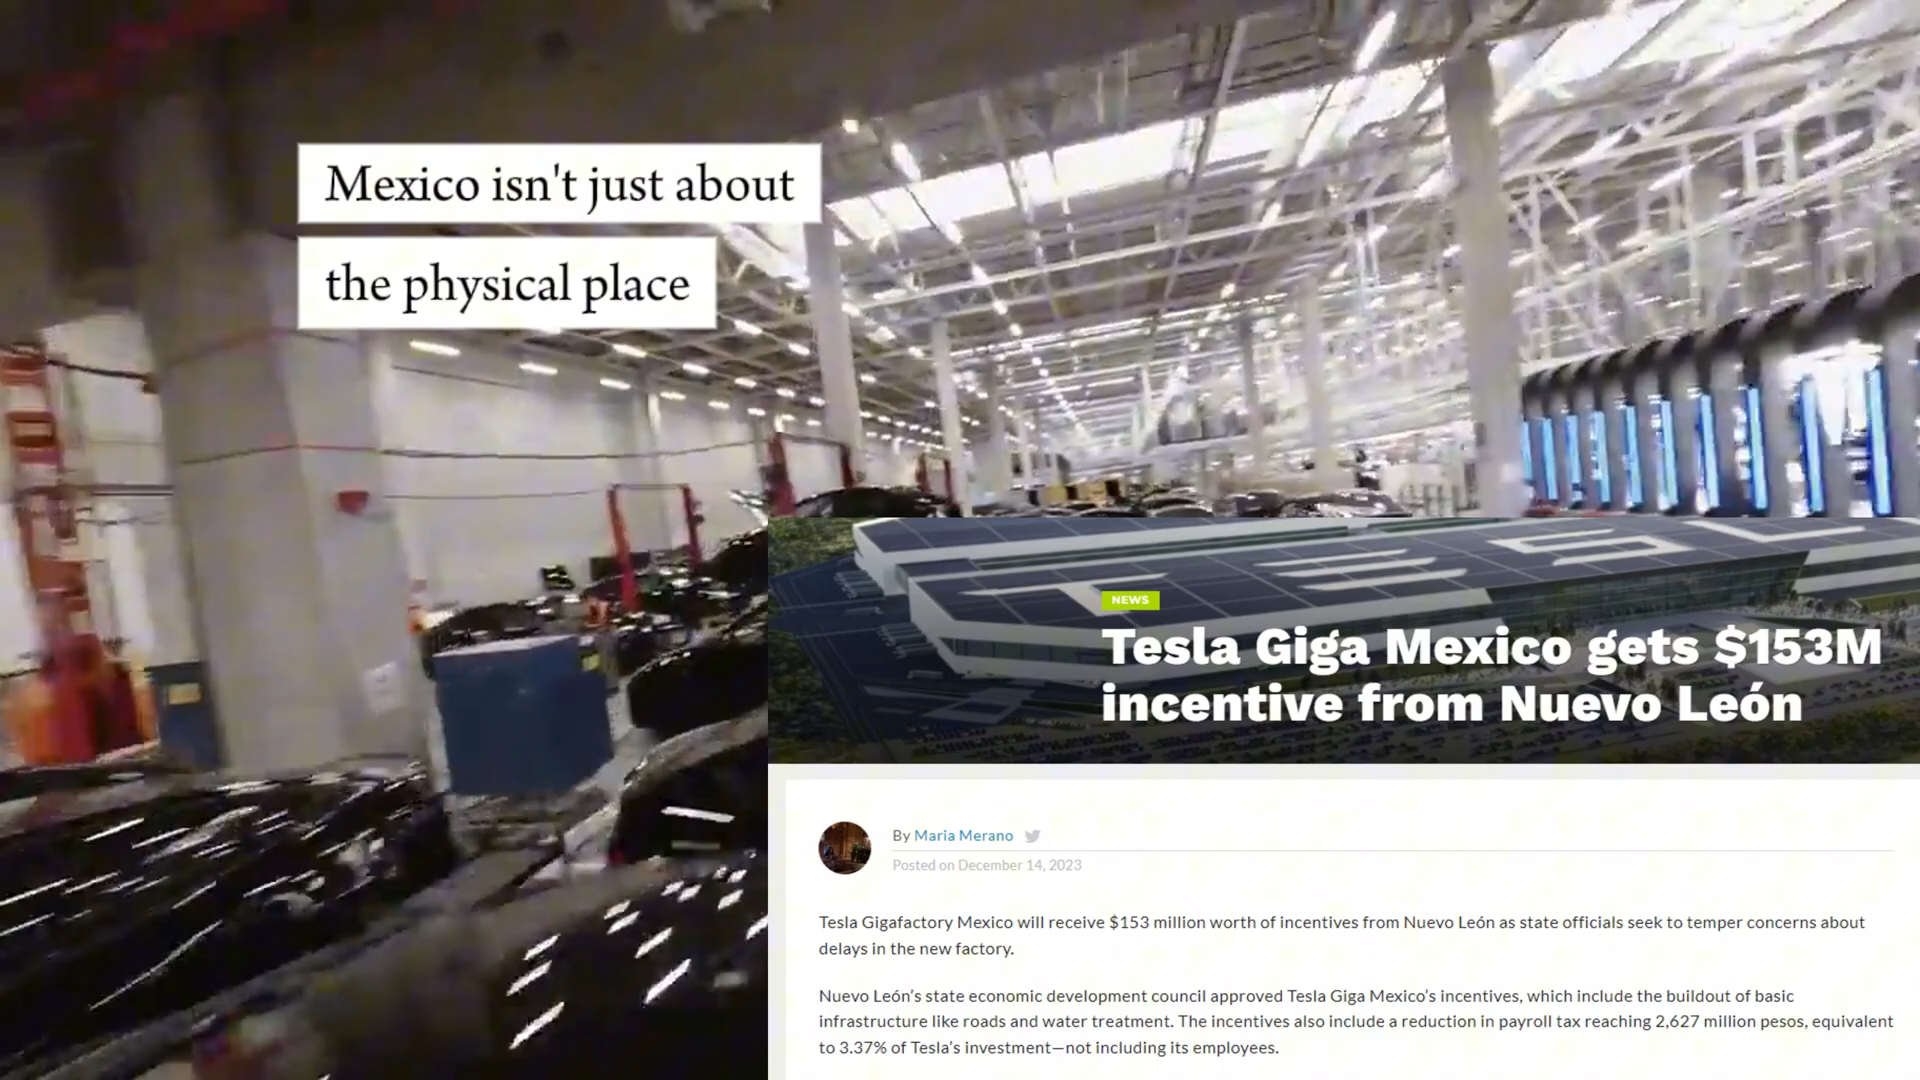 Mexico isn't just about
the physical place
TESL
NEWS
Tesla Giga Mexico gets $153M
incentive from Nuevo León
By Maria Merano
Posted on December 14, 2023
Tesla Gigafactory Mexico will receive $153 million worth of incentives from Nuevo León as state officials seek to temper concerns about
delays in the new factory.
Nuevo León’s state economic development council approved Tesla Giga Mexico’s incentives, which include the buildout of basic
infrastructure like roads and water treatment. The incentives also include a reduction in payroll tax reaching 2,627 million pesos, equivalent
to 3.37% of Tesla’s investment—not including its employees.